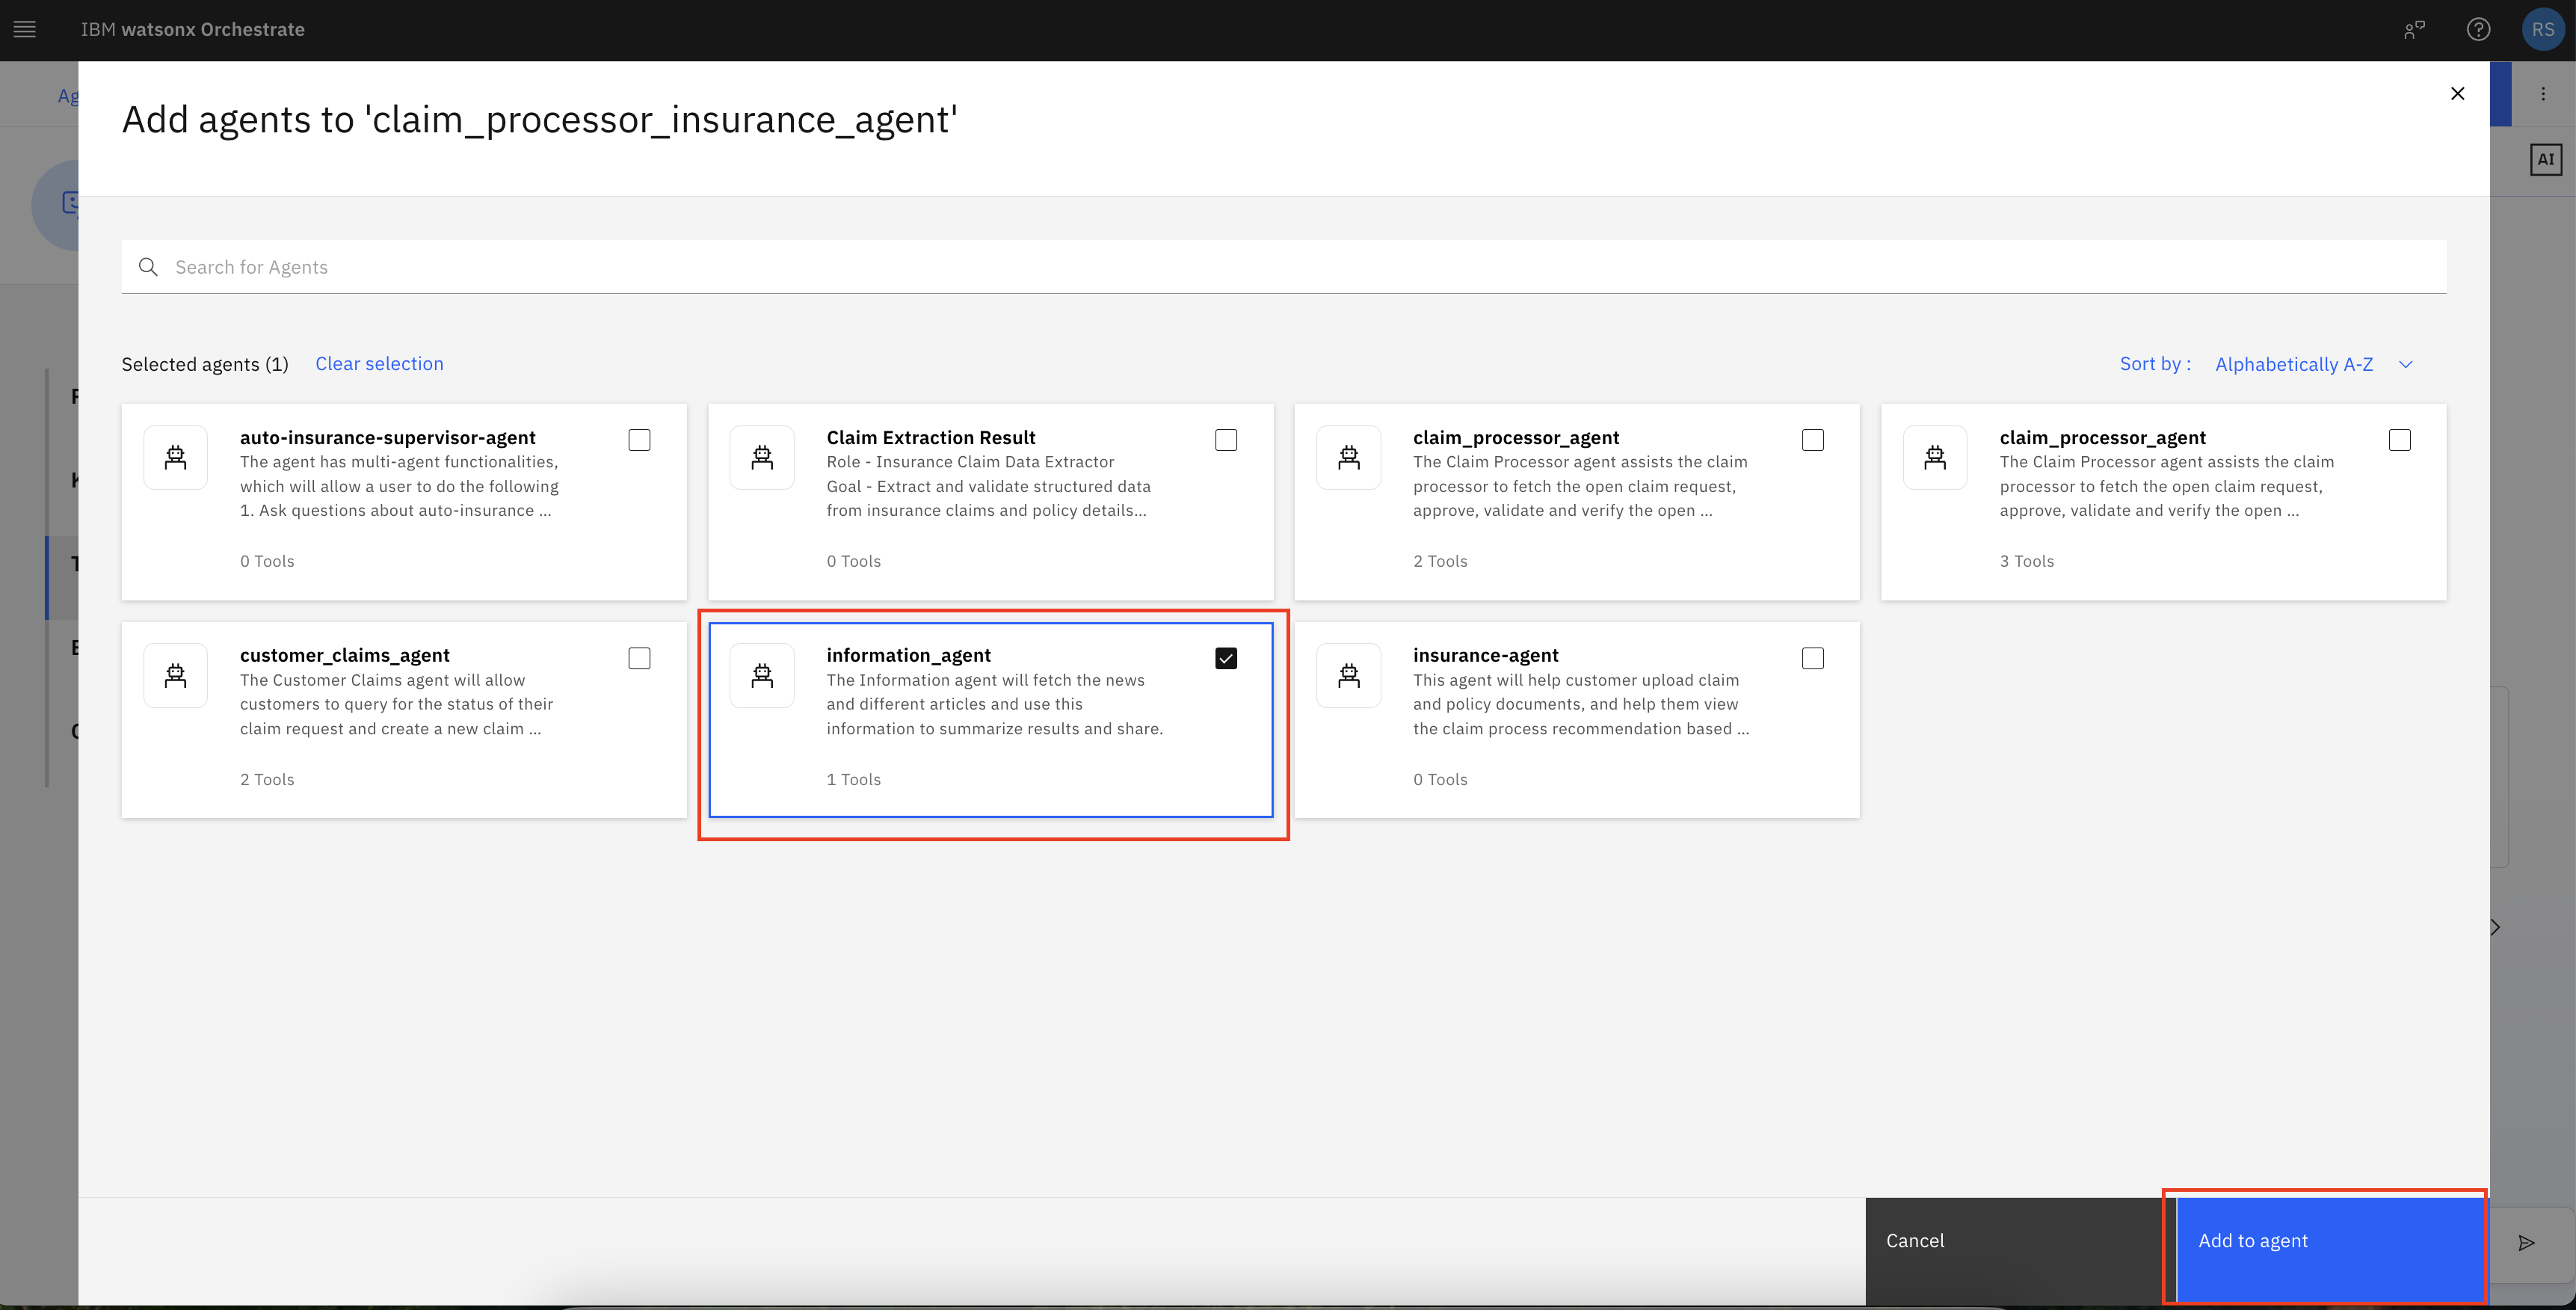 IBM watsonx Orchestrate
RS
Ag
Add agents to 'claim_processor_insurance_agent'
AI
Search for Agents
Selected agents (1)
Clear selection
Sort by :
Alphabetically A-Z
auto-insurance-supervisor-agent
The agent has multi-agent functionalities,
which will allow a user to do the following
1. Ask questions about auto-insurance ...
0 Tools
Claim Extraction Result
Role - Insurance Claim Data Extractor
Goal - Extract and validate structured data
from insurance claims and policy details...
0 Tools
claim_processor_agent
The Claim Processor agent assists the claim
processor to fetch the open claim request,
approve, validate and verify the open ...
2 Tools
claim_processor_agent
The Claim Processor agent assists the claim
processor to fetch the open claim request,
approve, validate and verify the open ...
3 Tools
customer_claims_agent
The Customer Claims agent will allow
customers to query for the status of their
claim request and create a new claim ...
2 Tools
information_agent
The Information agent will fetch the news
and different articles and use this
information to summarize results and share.
1 Tools
insurance-agent
This agent will help customer upload claim
and policy documents, and help them view
the claim process recommendation based ...
0 Tools
Cancel
Add to agent